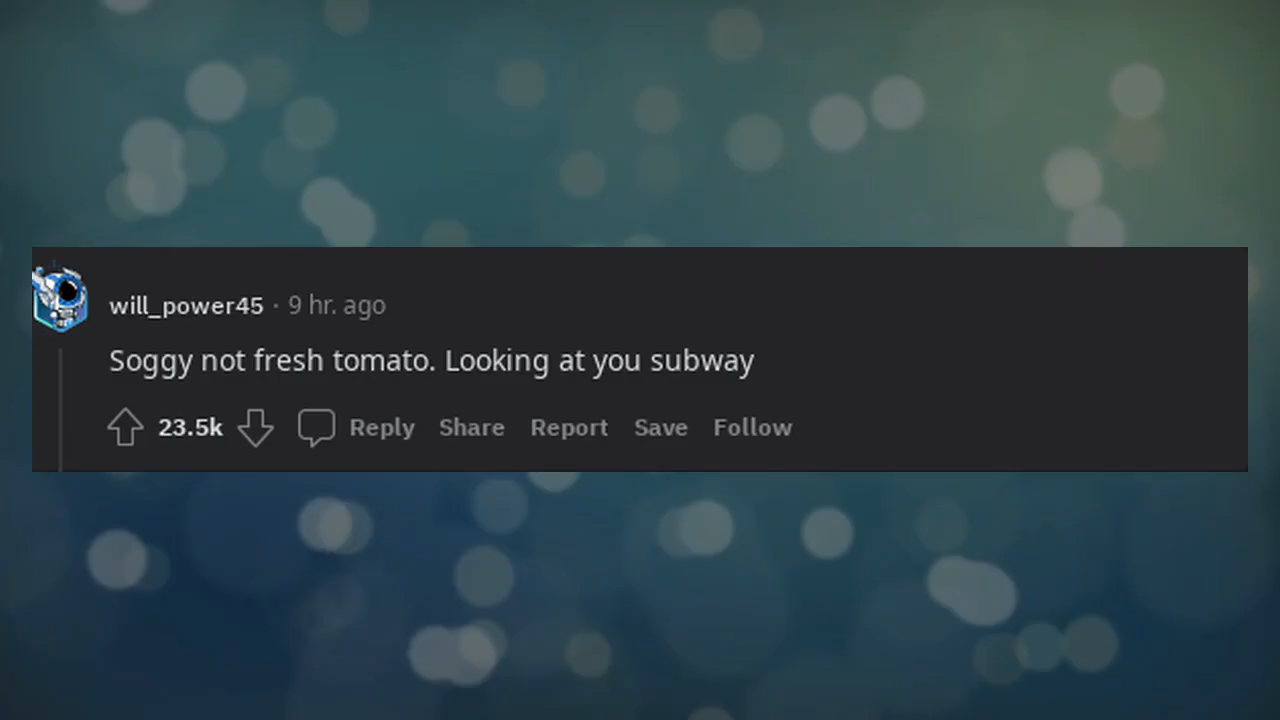 will_power45 · 9 hr. ago
Soggy not fresh tomato. Looking at you subway
23.5k Reply Share Report Save Follow